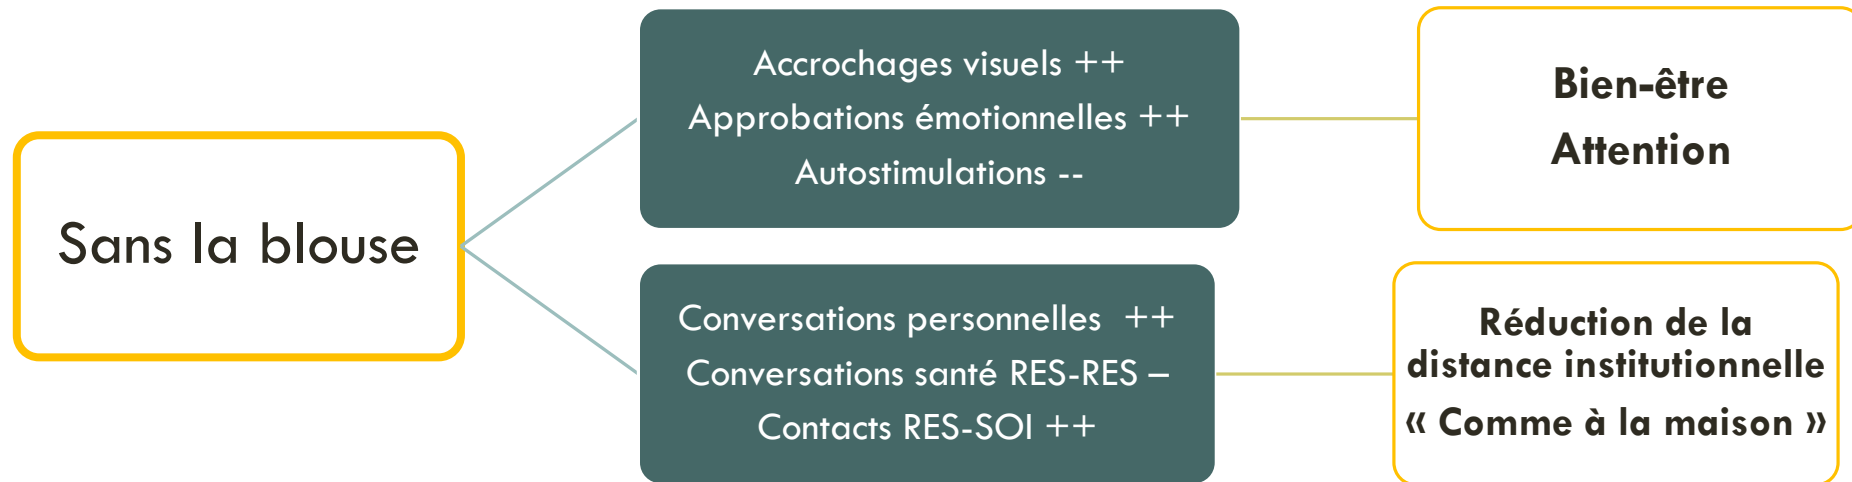 Sans la blouse
Accrochages visuels ++
Approbations émotionnelles ++
Autostimulations --
Bien-être
Attention
Conversations personnelles  ++
Conversations santé RES-RES –
Contacts RES-SOI ++
Réduction de la
distance institutionnelle
« Comme à la maison »